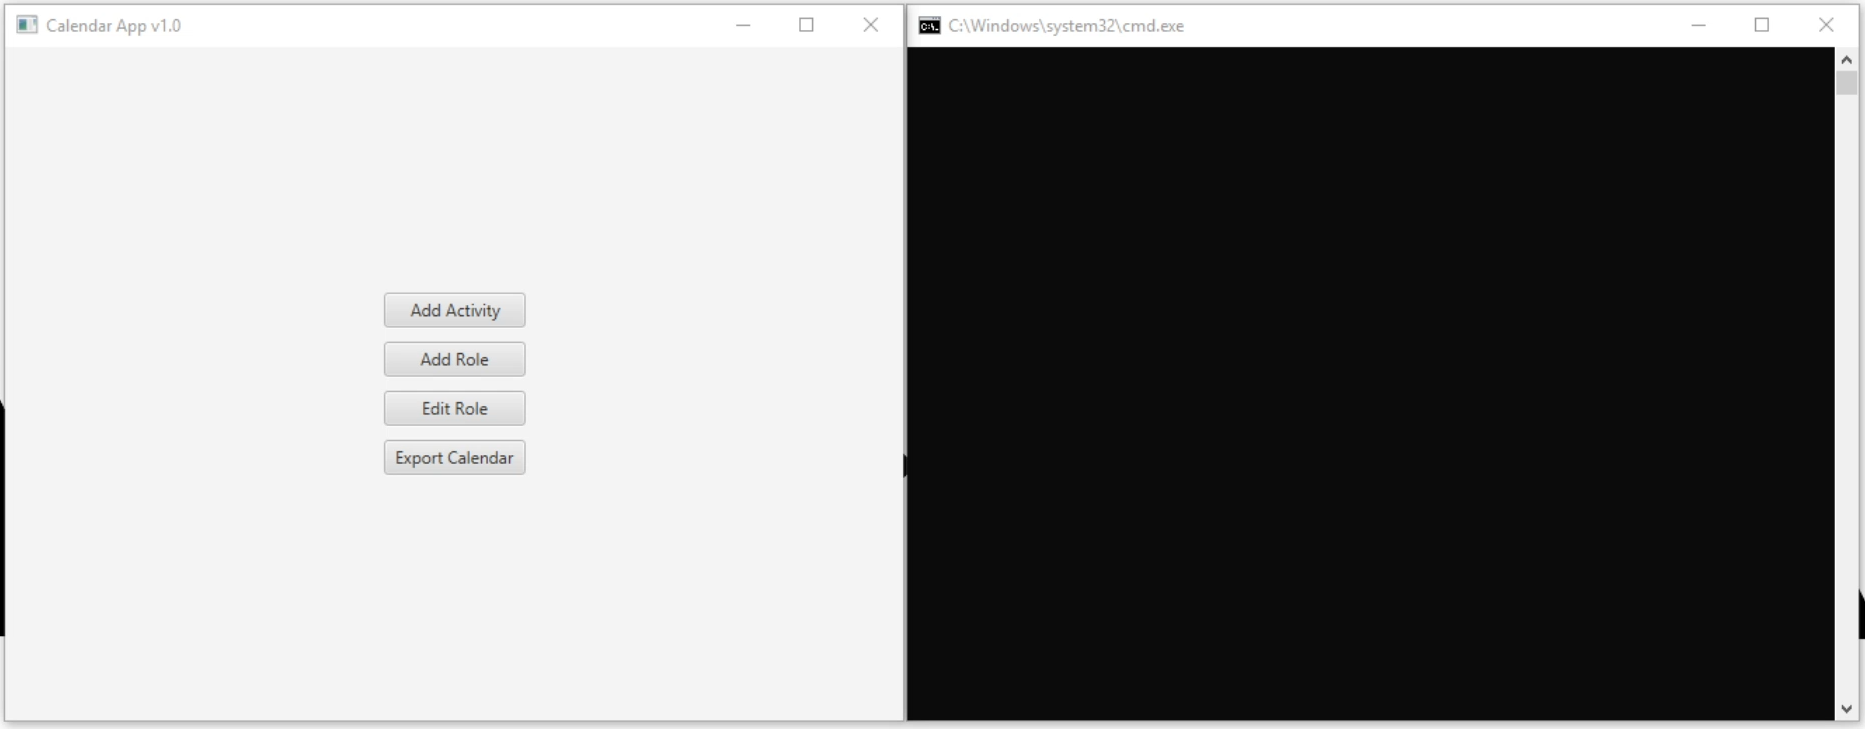 Calendar App v1.0
Add Activity
Add Role
Edit Role
Export Calendar
C:\Windows\system32\cmd.exe